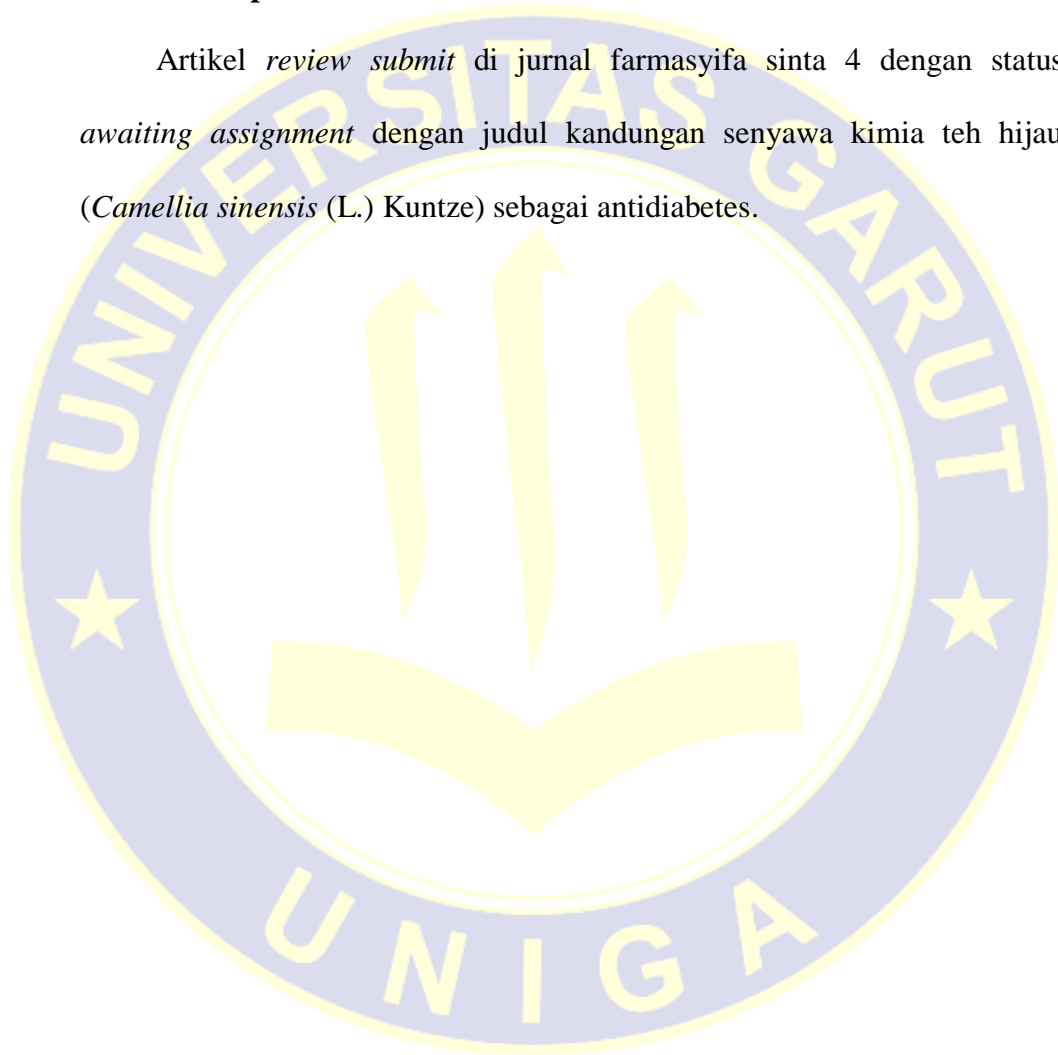 Artikel review submit di jurnal farmasyifa sinta 4 dengan status
awaiting assignment dengan judul kandungan senyawa kimia teh hijau
(Camellia sinensis (L.) Kuntze) sebagai antidiabetes.
UNIVERSITAS GARUT
UNIGA